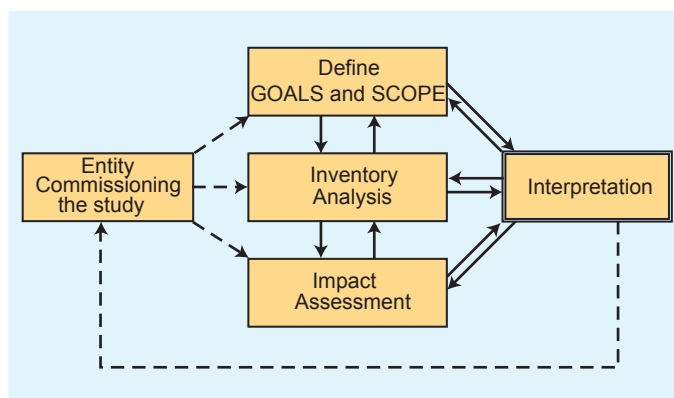 Define
GOALS and SCOPE
Entity
Commissioning
the study
Inventory
Analysis
Interpretation
Impact
Assessment